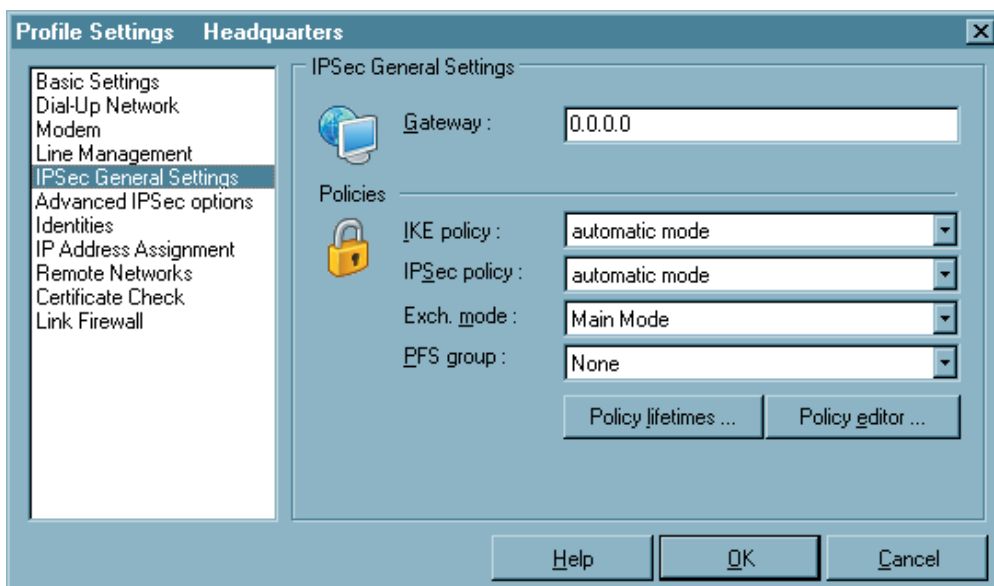 Profile Settings Headquarters
Basic Settings
Dial-Up Network
Modem
Line Management
IPSec General Settings
Advanced IPSec options
Identities
IP Address Assignment
Remote Networks
Certificate Check
Link Firewall
IPSec General Settings
Gateway : 0.0.0.0
Policies
IKE policy : automatic mode
IPSec policy : automatic mode
Exch. mode : Main Mode
PFS group : None
Policy lifetimes ... Policy editor ...
Help OK Cancel